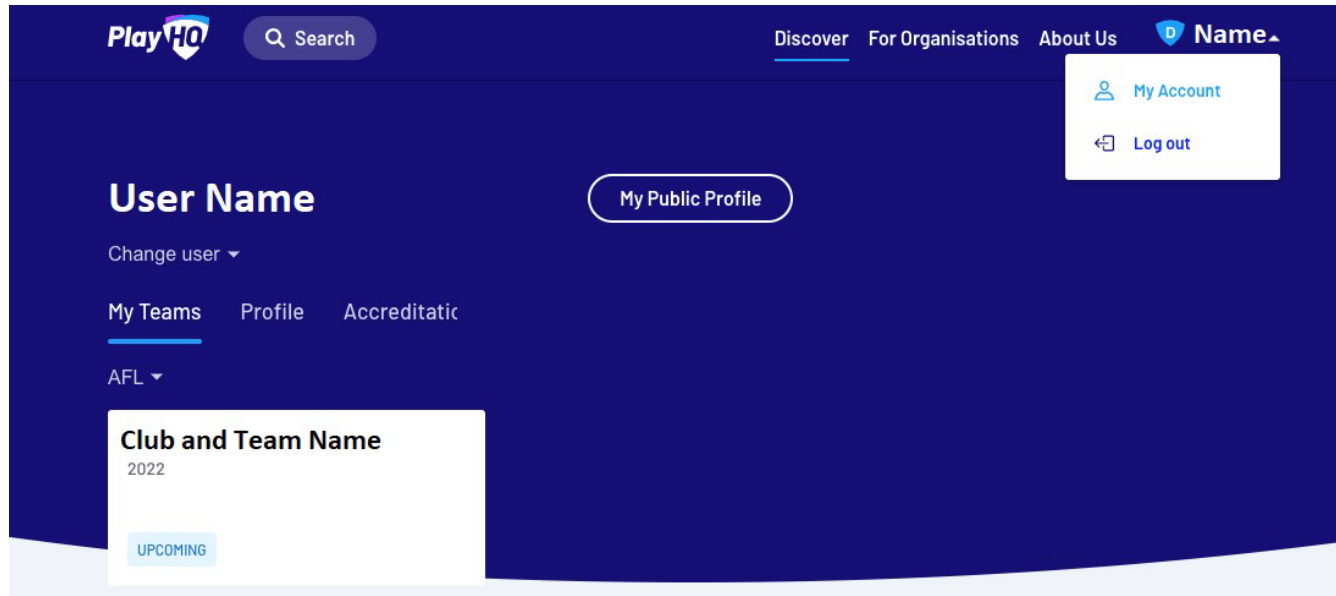 PlayHQ Search Discover For Organisations About Us D Name
My Account
Log out
User Name My Public Profile
Change user
My Teams Profile Accreditatic
AFL
Club and Team Name
2022
UPCOMING